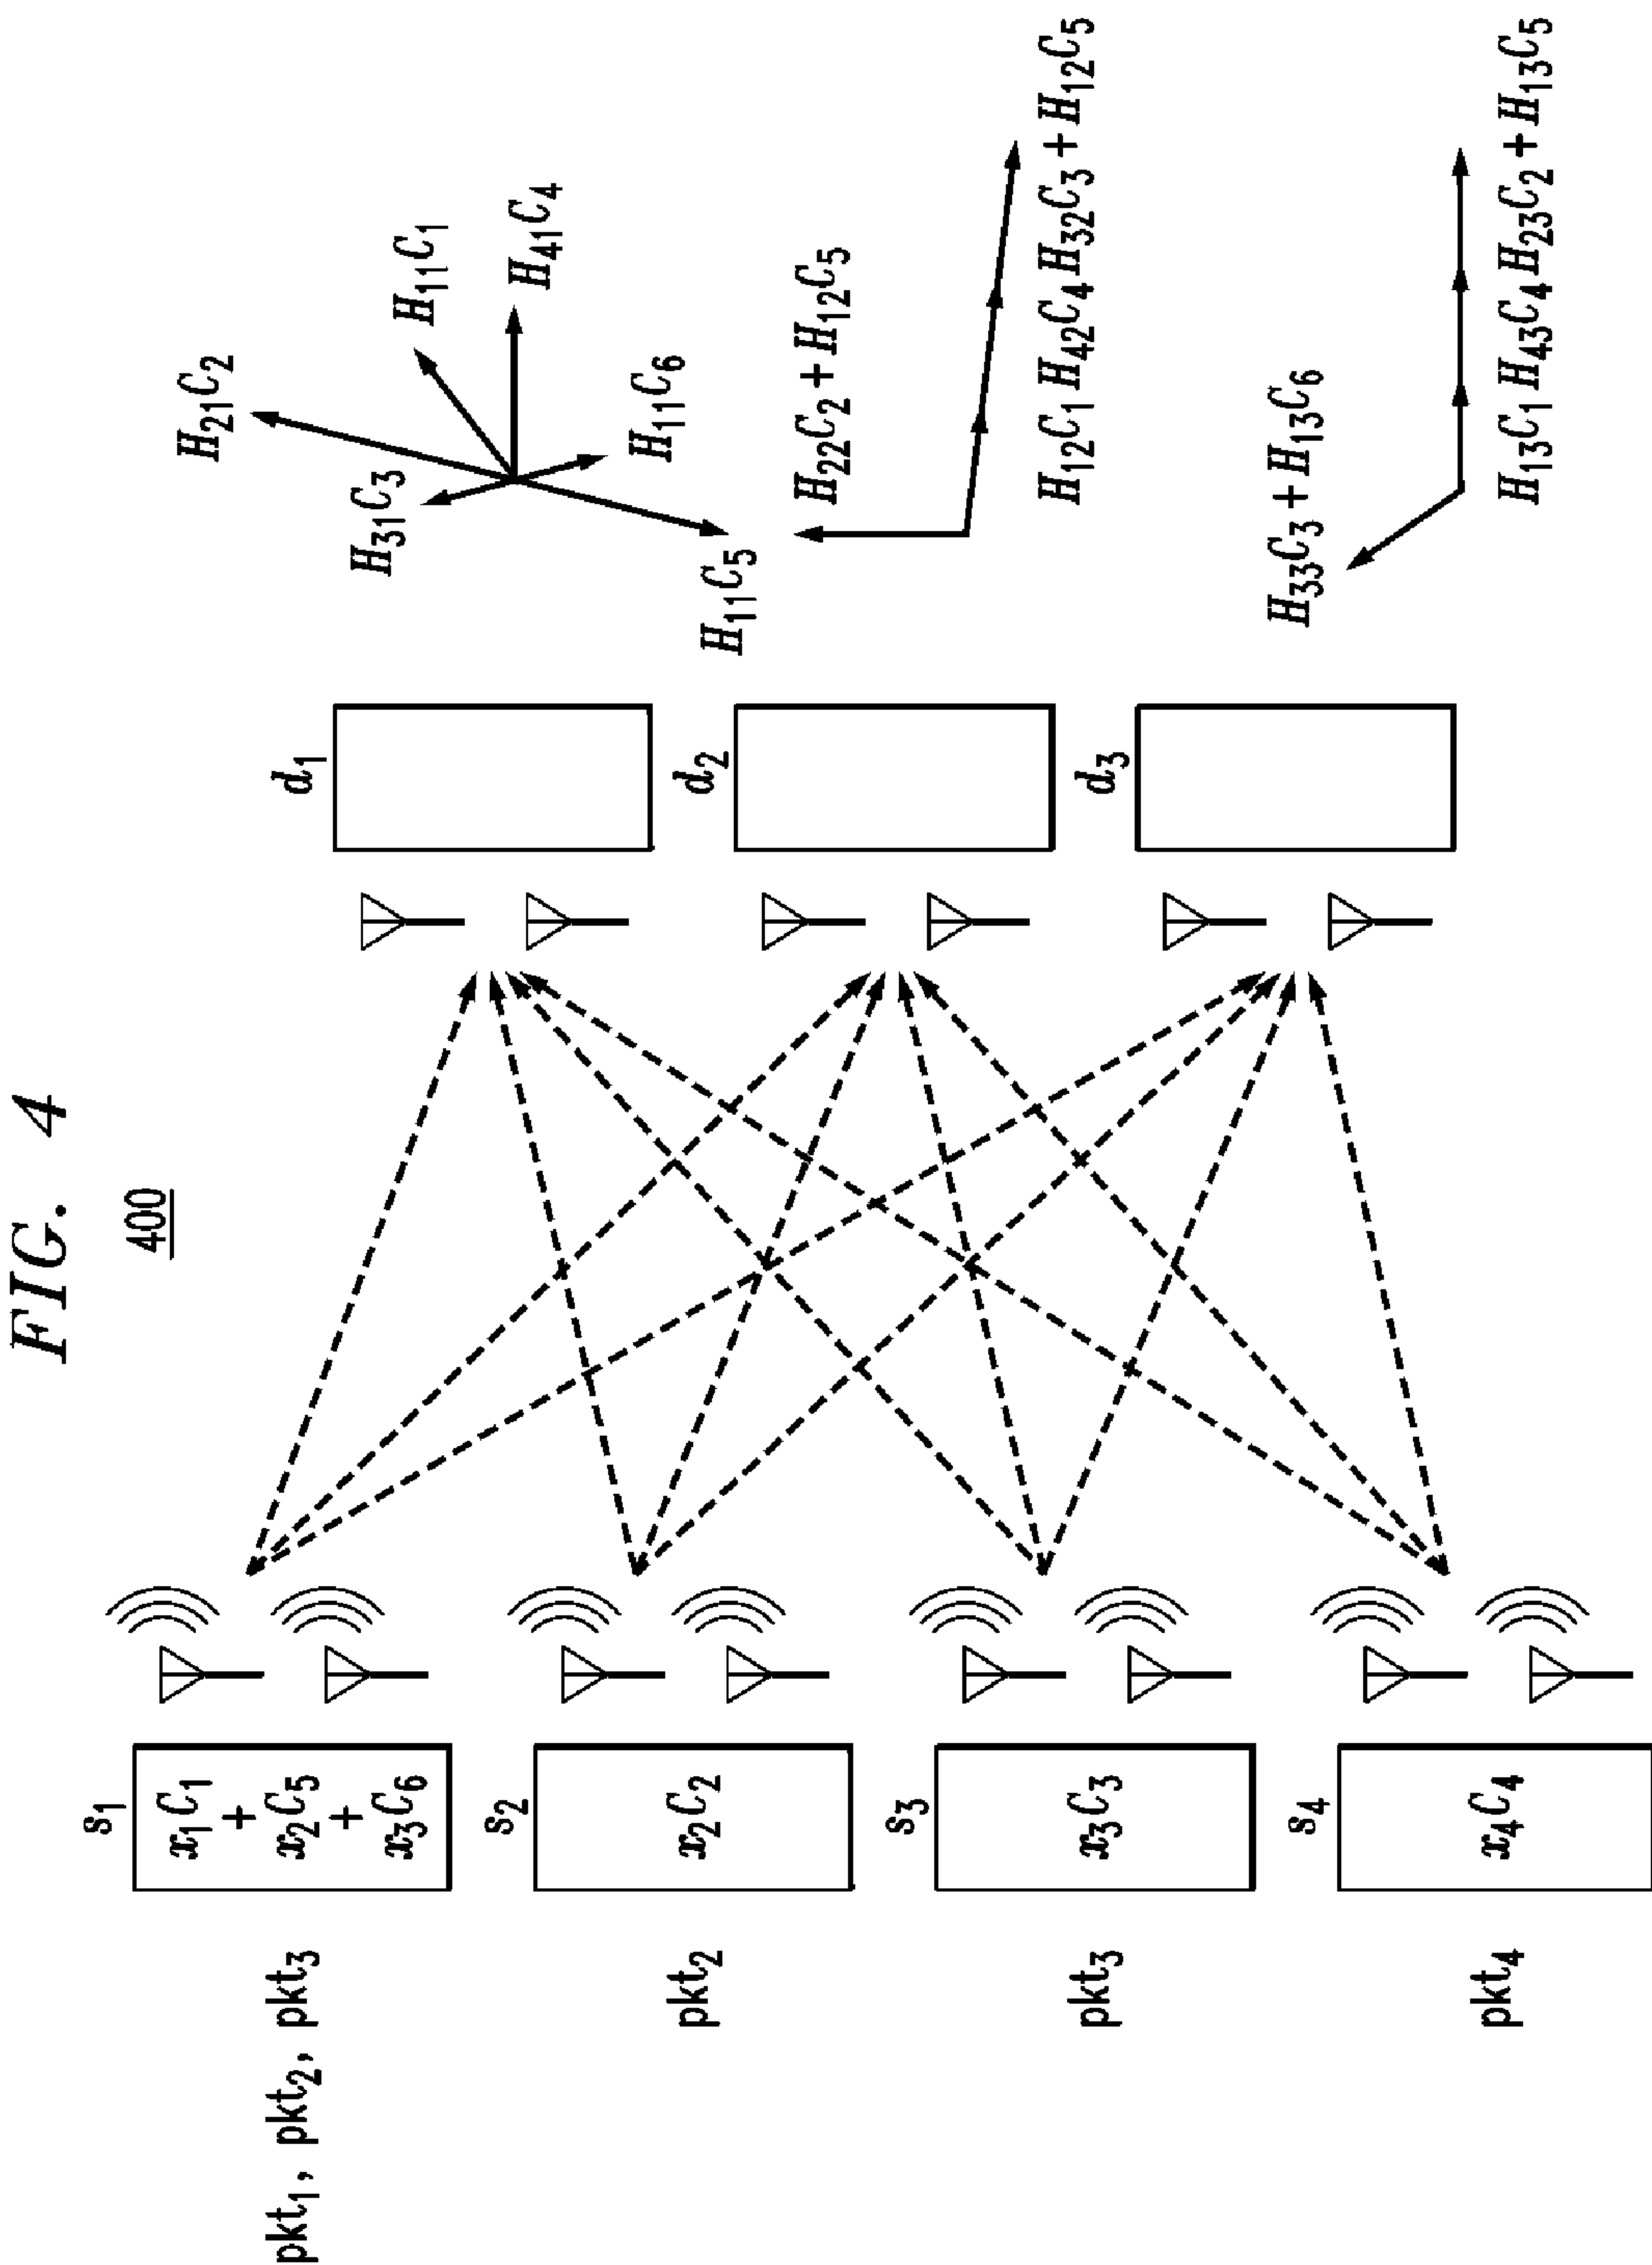 FIG. 4
400
pkt₁, pkt₂, pkt₃
s₁
x₁C₁
+
x₂C₅
+
x₃C₆
pkt₂
s₂
x₂C₂
pkt₃
s₃
x₃C₃
pkt₄
s₄
x₄C₄
d₁
d₂
d₃
H₂₁C₂
H₃₁C₃
H₁₁C₁
H₄₁C₄
H₁₁C₆
H₁₁C₅
H₂₂C₂ + H₁₂C₅
H₁₂C₁ H₄₂C₄ H₃₂C₃ + H₁₂C₅
H₃₃C₃ + H₁₃C₆
H₁₃C₁ H₄₃C₄ H₂₃C₂ + H₁₃C₅